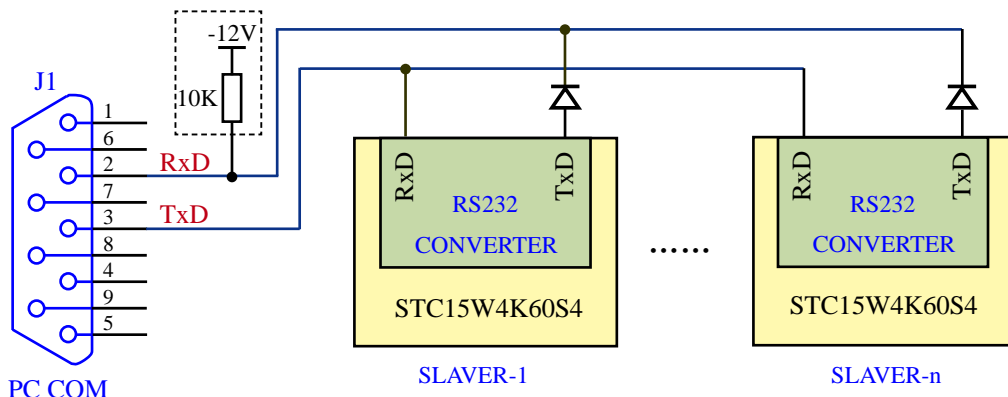 -12V
J1
10K
1
6
2
RxD
7
3
TxD
8
4
9
5
PC COM
RxD
TxD
RS232
CONVERTER
STC15W4K60S4
SLAVER-1
……
RxD
TxD
RS232
CONVERTER
STC15W4K60S4
SLAVER-n